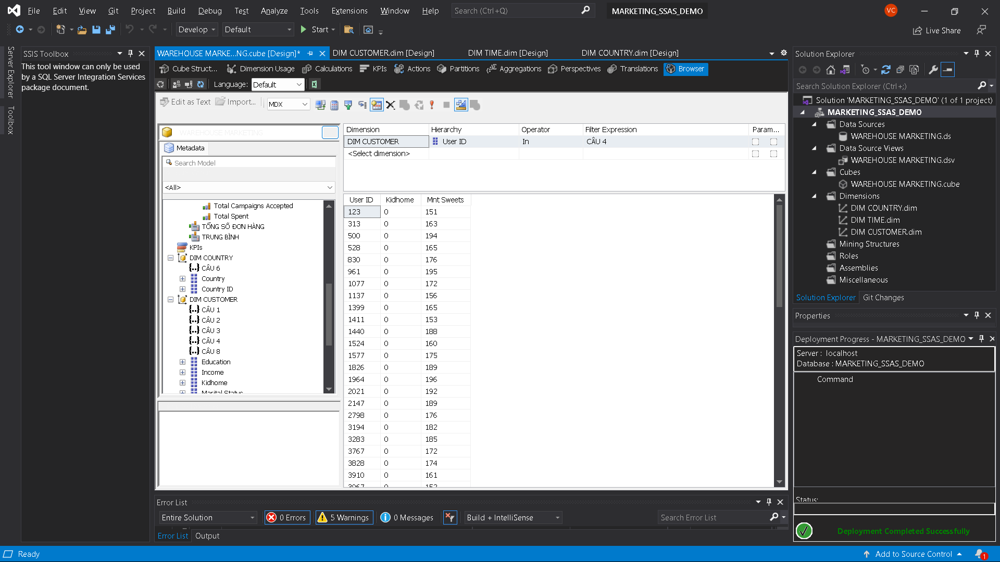 File Edit View Git Project Build Debug Test Analyze Tools Extensions Window Help Search (Ctrl+Q) MARKETING_SSAS_DEMO VC
Develop Default Start Live Share
Server Explorer
Toolbox
SSIS Toolbox
This tool window can only be used
by a SQL Server Integration Services
package document.
WAREHOUSE MARKE...NG.cube [Design]* DIM CUSTOMER.dim [Design] DIM TIME.dim [Design] DIM COUNTRY.dim [Design]
Cube Struct... Dimension Usage Calculations KPIs Actions Partitions Aggregations Perspectives Translations Browser
Language: Default
Edit as Text Import... MDX
WAREHOUSE MARKETING
Metadata
Search Model
<All>
Total Campaigns Accepted
Total Spent
TỔNG SỐ ĐƠN HÀNG
TRUNG BÌNH
KPIs
DIM COUNTRY
CÂU 6
Country
Country ID
DIM CUSTOMER
CÂU 1
CÂU 2
CÂU 3
CÂU 4
CÂU 8
Education
Income
Kidhome
Marital Status
Dimension Hierarchy Operator Filter Expression Param...
DIM CUSTOMER User ID In CÂU 4
<Select dimension>
User ID Kidhome Mnt Sweets
123 0 151
313 0 163
500 0 194
528 0 165
830 0 176
961 0 195
1077 0 172
1137 0 156
1399 0 165
1411 0 153
1440 0 188
1524 0 160
1577 0 175
1826 0 189
1964 0 196
2021 0 192
2147 0 189
2798 0 176
3194 0 182
3283 0 185
3767 0 172
3828 0 174
3910 0 161
3967 0 152
Error List
Entire Solution 0 Errors 5 Warnings 0 Messages Build + IntelliSense Search Error List
Error List Output
Solution Explorer
Search Solution Explorer (Ctrl+;)
Solution 'MARKETING_SSAS_DEMO' (1 of 1 project)
MARKETING_SSAS_DEMO
Data Sources
WAREHOUSE MARKETING.ds
Data Source Views
WAREHOUSE MARKETING.dsv
Cubes
WAREHOUSE MARKETING.cube
Dimensions
DIM COUNTRY.dim
DIM TIME.dim
DIM CUSTOMER.dim
Mining Structures
Roles
Assemblies
Miscellaneous
Solution Explorer Git Changes
Properties
Deployment Progress - MARKETING_SSAS_DEMO
Server : localhost
Database : MARKETING_SSAS_DEMO
Command
Status:
Deployment Completed Successfully
Ready Add to Source Control 1